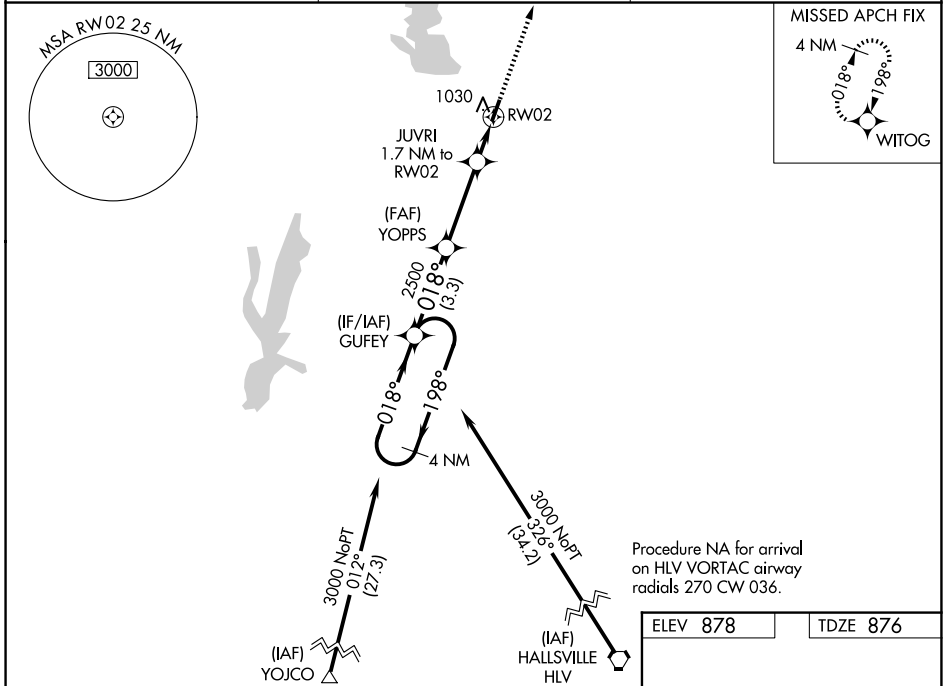 MSA RW02 25 NM
3000
MISSED APCH FIX
4 NM
018°
198°
WITOG
1030
RW02
JUVRI
1.7 NM to
RW02
(FAF)
YOPPS
2500
018°
(3.3)
(IF/IAF)
GUFEY
018°
198°
4 NM
3000 NoPT
012°
(27.3)
3000 NoPT
326°
(34.2)
Procedure NA for arrival
on HLV VORTAC airway
radials 270 CW 036.
(IAF)
YOJCO
(IAF)
HALLSVILLE
HLV
ELEV 878
TDZE 876